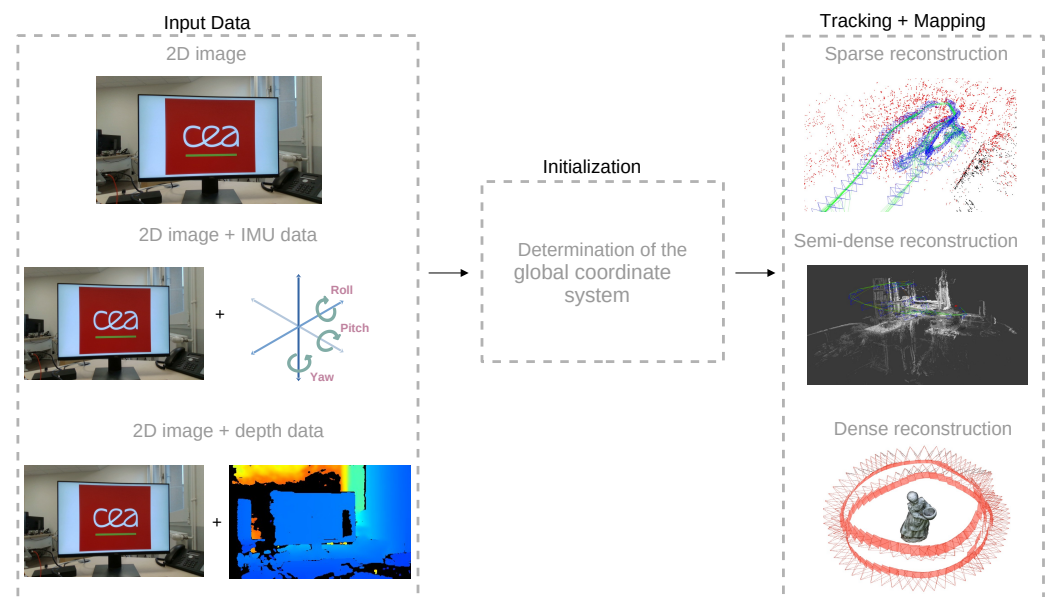 Input Data
2D image
cea
2D image + IMU data
cea
+
Roll
Pitch
Yaw
2D image + depth data
cea
+
Initialization
Determination of the
global coordinate
system
Tracking + Mapping
Sparse reconstruction
Semi-dense reconstruction
Dense reconstruction